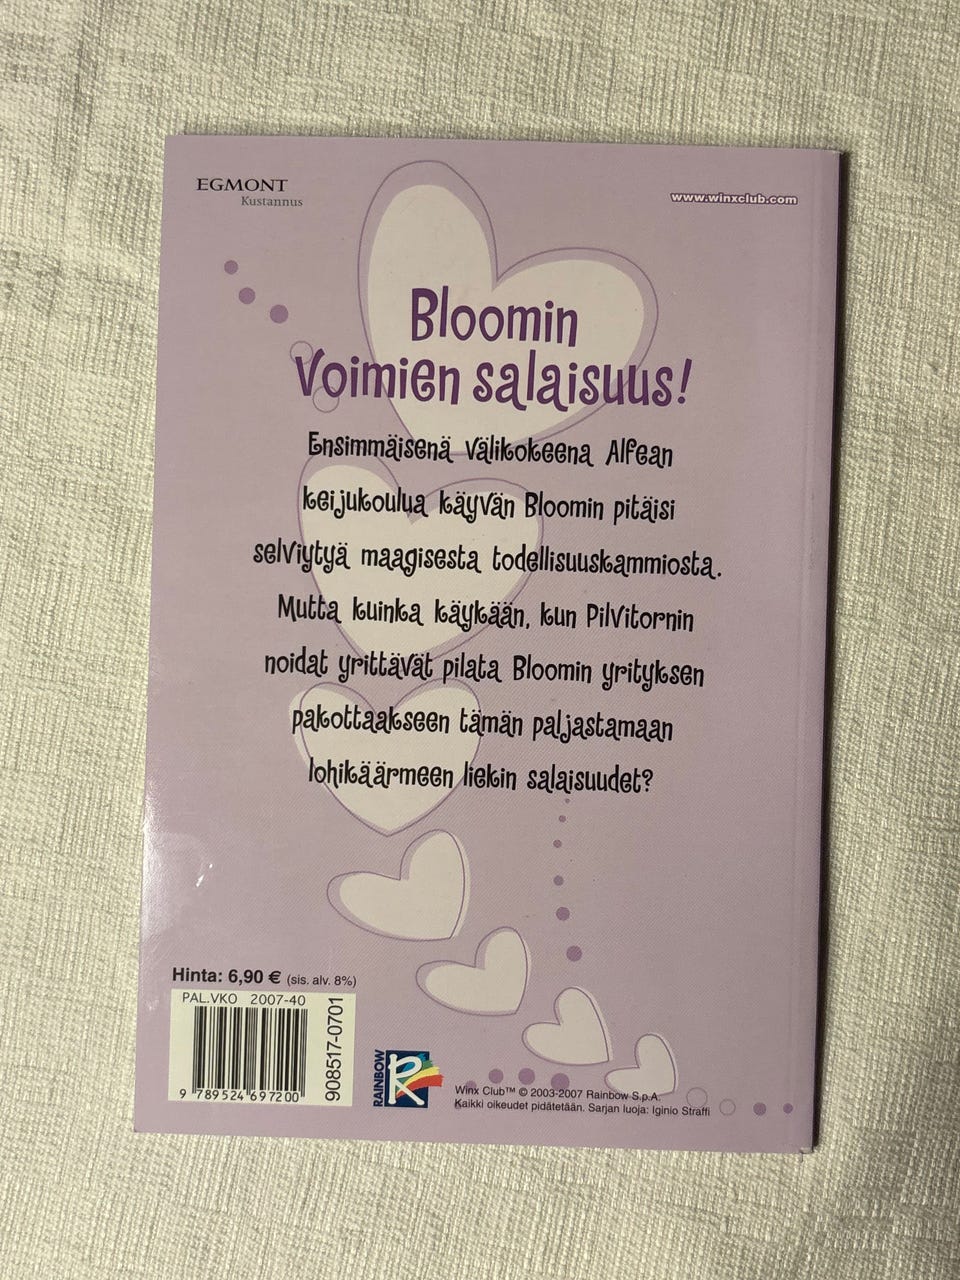 EGMONT
Kustannus
www.winxclub.com
Bloomin
Voimien salaisuus!
Ensimmäisenä välikokeena Alfean
keijukoulua käyvän Bloomin pitäisi
selviytyä maagisesta todellisuuskammiosta.
Mutta kuinka käykään, kun Pilvitornin
noidat yrittävät pilata Bloomin yrityksen
pakottaakseen tämän paljastamaan
lohikäärmeen liekin salaisuudet?
Hinta: 6,90 € (sis. alv. 8%)
PAL.VKO 2007-40
908517-0701
9 789524 697200
RAINBOW
R
Winx Club™ © 2003-2007 Rainbow S.p.A.
Kaikki oikeudet pidätetään. Sarjan luoja: Iginio Straffi